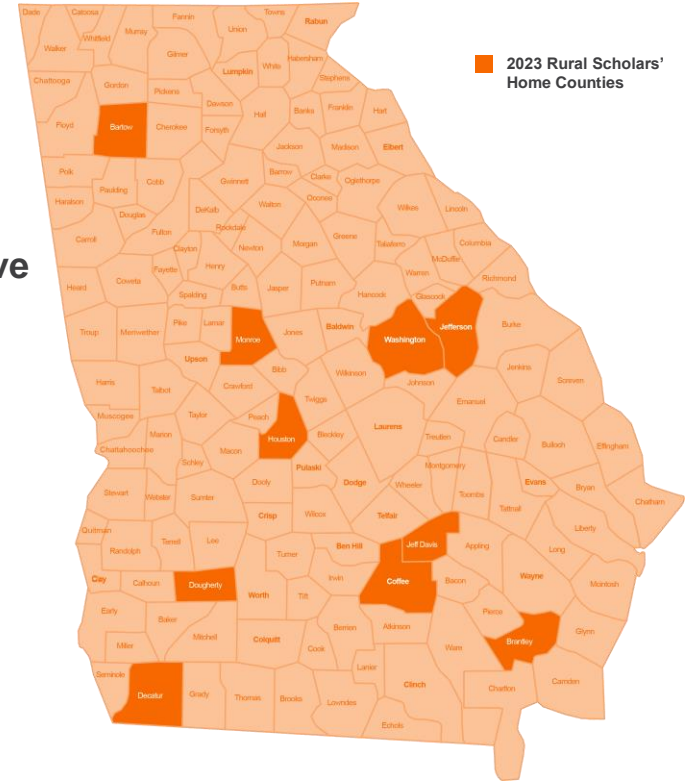 Dade
Catoosa
Fannin
Towns
Rabun
Whitfield
Murray
Union
Walker
Gilmer
White
Habersham
Lumpkin
Stephens
Chattooga
Gordon
Pickens
Dawson
Banks
Franklin
Hart
Hall
Floyd
Bartow
Cherokee
Forsyth
Jackson
Madison
Elbert
Polk
Cobb
Gwinnett
Barrow
Clarke
Oglethorpe
Paulding
Oconee
Haralson
Walton
Wilkes
Lincoln
Douglas
DeKalb
Rockdale
Fulton
Greene
Carroll
Clayton
Newton
Morgan
Taliaferro
Columbia
McDuffie
Fayette
Henry
Warren
Richmond
Heard
Coweta
Butts
Jasper
Putnam
Spalding
Hancock
Glascock
Troup
Meriwether
Pike
Lamar
Monroe
Jones
Baldwin
Washington
Jefferson
Burke
Upson
Wilkinson
Jenkins
Screven
Harris
Talbot
Crawford
Bibb
Johnson
Twiggs
Emanuel
Muscogee
Taylor
Peach
Marion
Laurens
Chattahoochee
Houston
Bleckley
Treutlen
Candler
Bulloch
Effingham
Macon
Schley
Pulaski
Montgomery
Stewart
Webster
Sumter
Dooly
Dodge
Wheeler
Toombs
Evans
Bryan
Chatham
Tattnall
Crisp
Wilcox
Telfair
Quitman
Liberty
Randolph
Terrell
Lee
Ben Hill
Jeff Davis
Appling
Long
Turner
Clay
Calhoun
Dougherty
Worth
Irwin
Coffee
Bacon
Wayne
McIntosh
Tift
Early
Baker
Pierce
Miller
Mitchell
Colquitt
Berrien
Atkinson
Brantley
Glynn
Cook
Ware
Seminole
Lanier
Decatur
Grady
Thomas
Brooks
Lowndes
Clinch
Charlton
Camden
Echols
ve
2023 Rural Scholars'
Home Counties